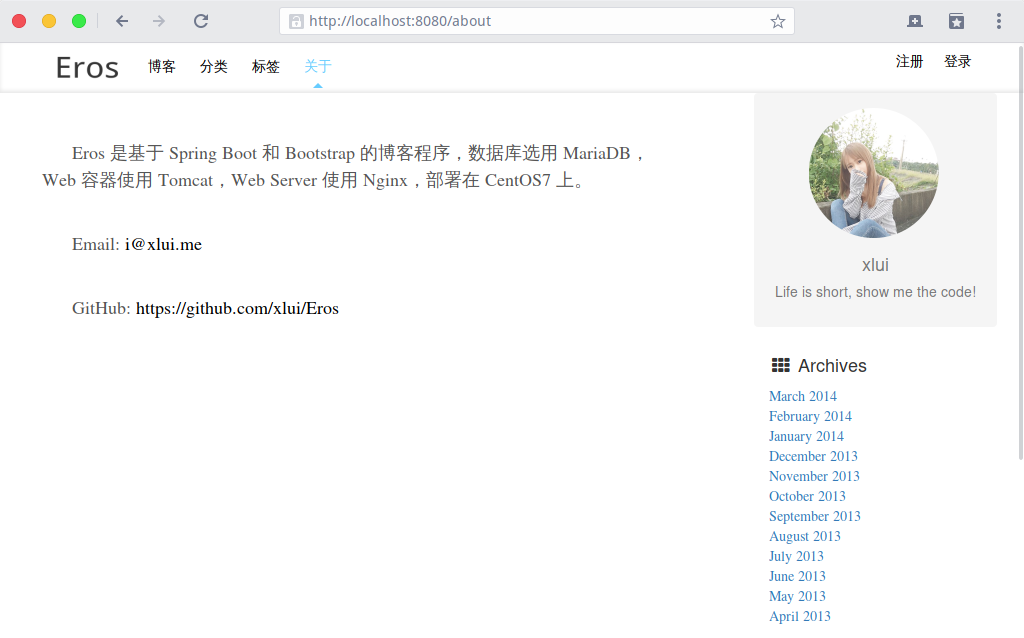 http://localhost:8080/about
Eros 博客 分类 标签 关于 注册 登录
Eros 是基于 Spring Boot 和 Bootstrap 的博客程序，数据库选用 MariaDB，
Web 容器使用 Tomcat，Web Server 使用 Nginx，部署在 CentOS7 上。
Email: i@xlui.me
GitHub: https://github.com/xlui/Eros
xlui
Life is short, show me the code!
Archives
March 2014
February 2014
January 2014
December 2013
November 2013
October 2013
September 2013
August 2013
July 2013
June 2013
May 2013
April 2013